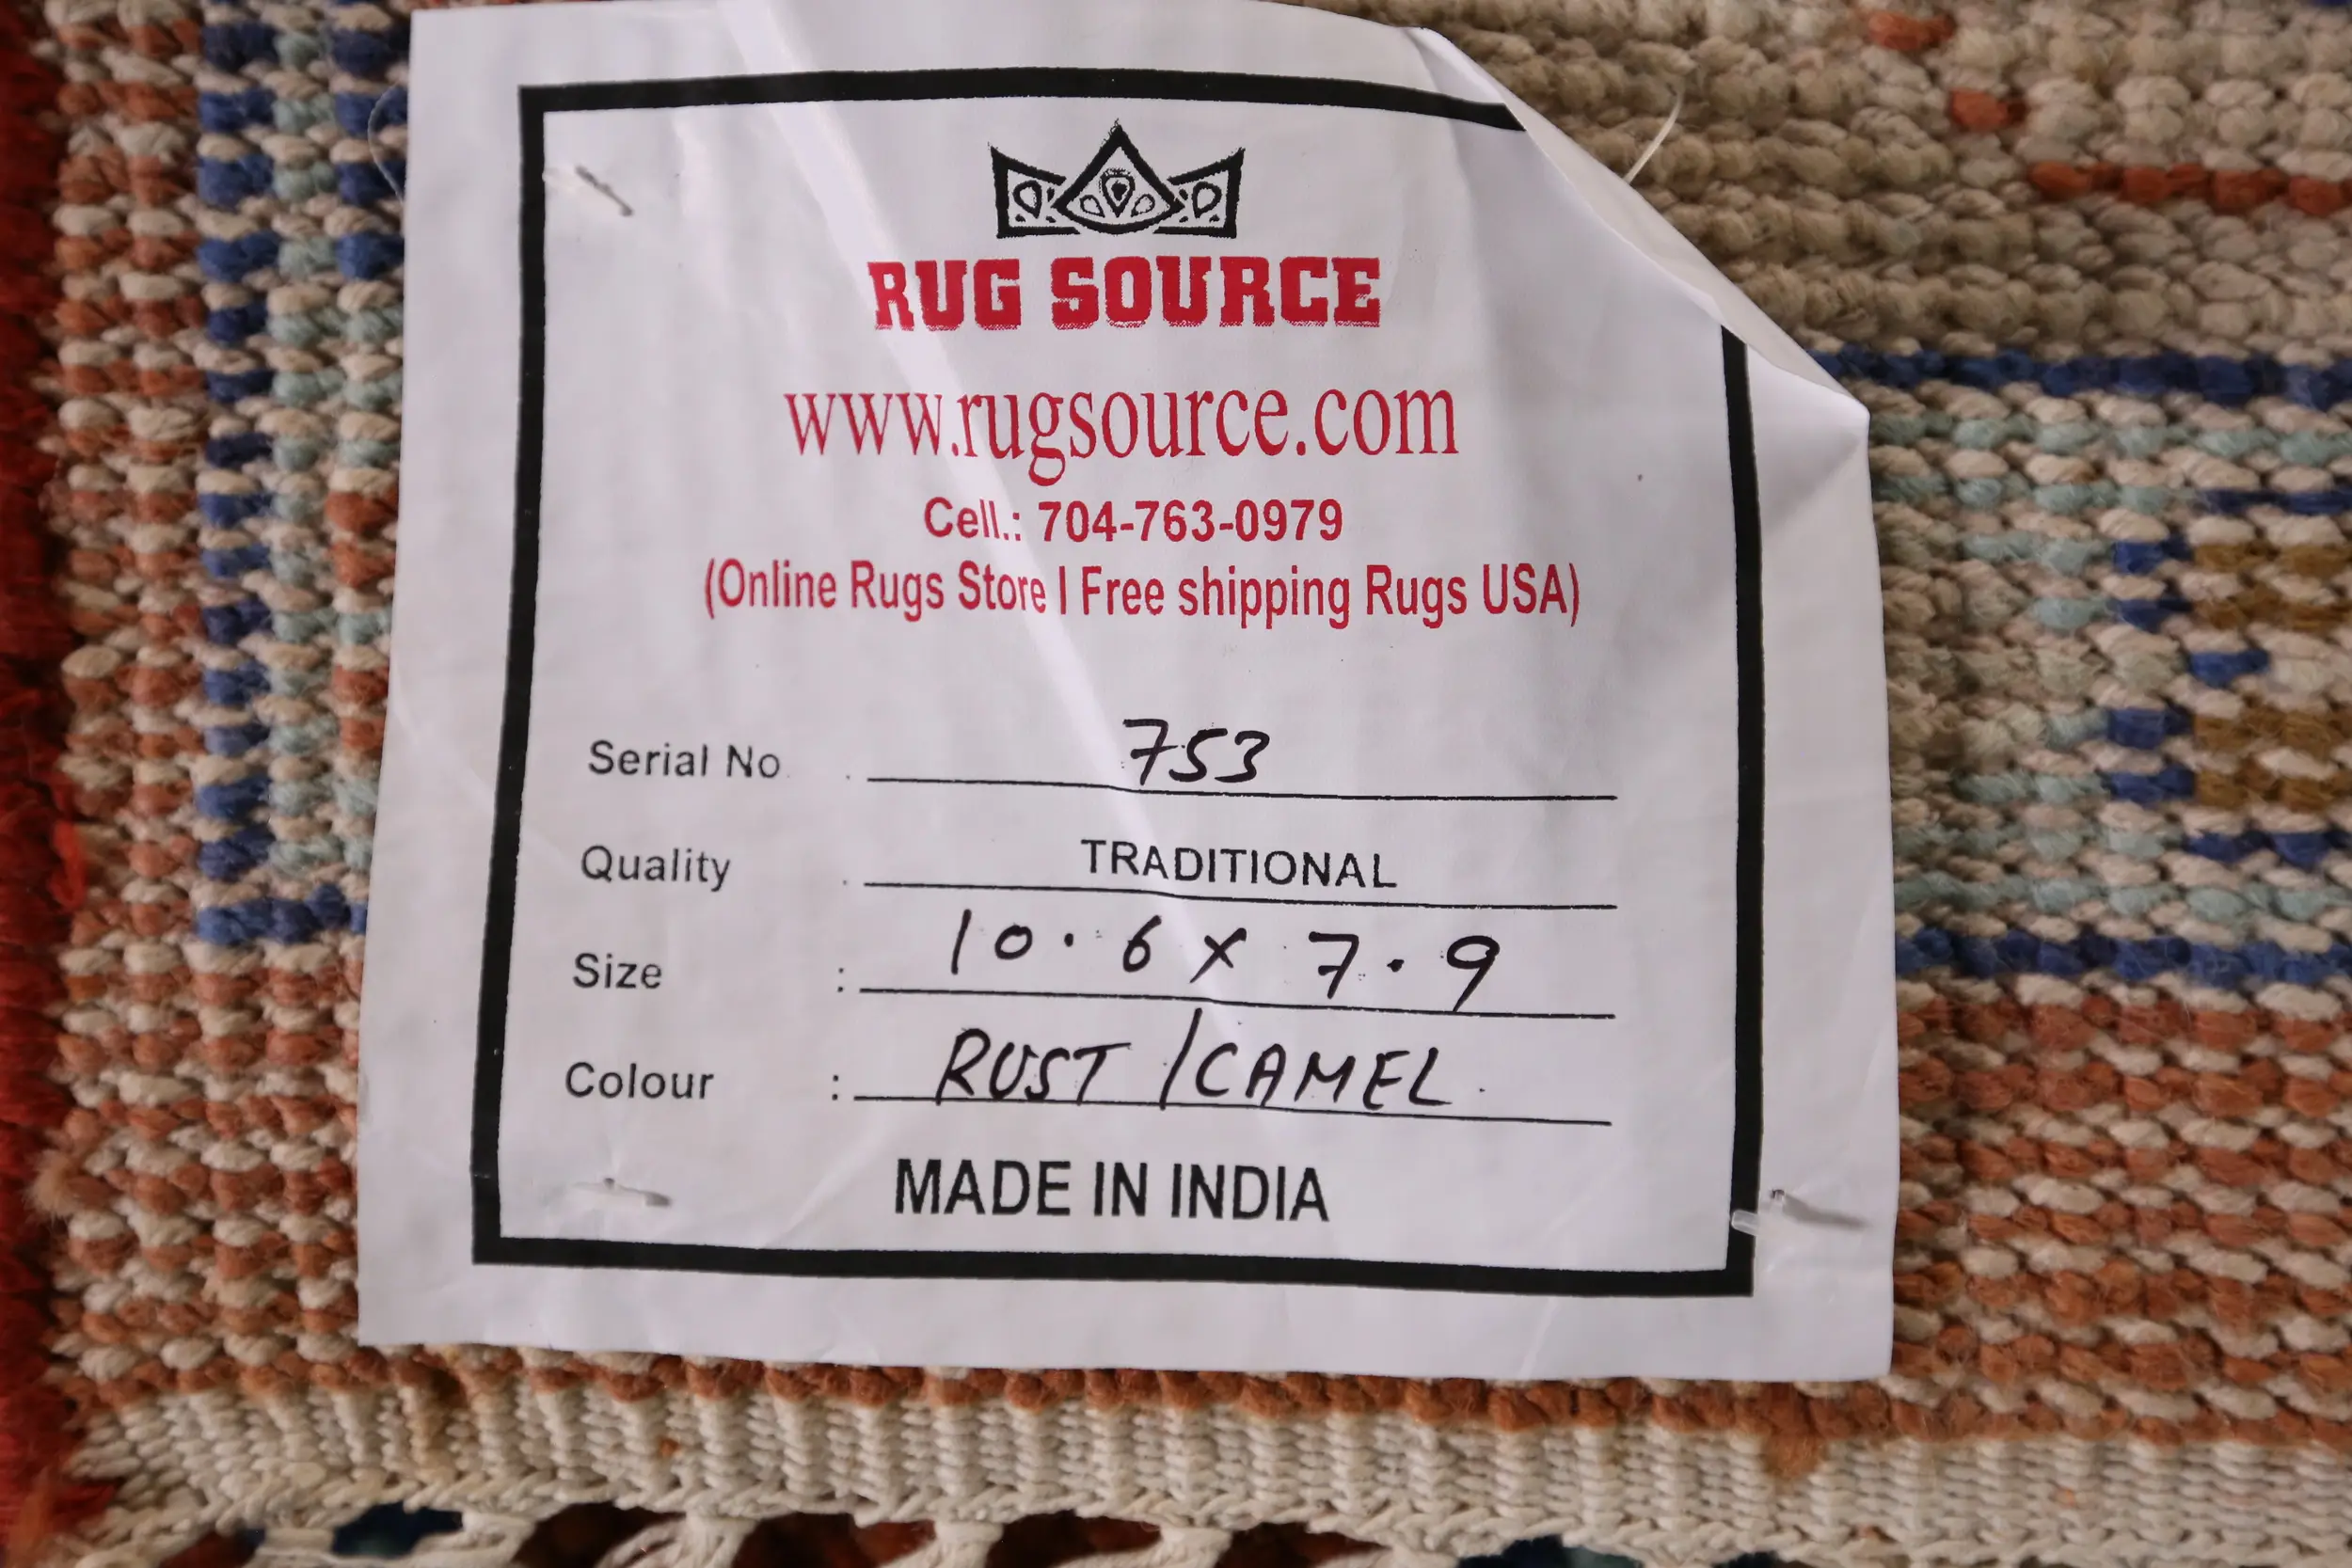 RUG SOURCE
www.rugsource.com
Cell.: 704-763-0979
(Online Rugs Store | Free shipping Rugs USA)
Serial No . 753
Quality . TRADITIONAL
Size : 10.6 x 7.9
Colour : RUST / CAMEL
MADE IN INDIA